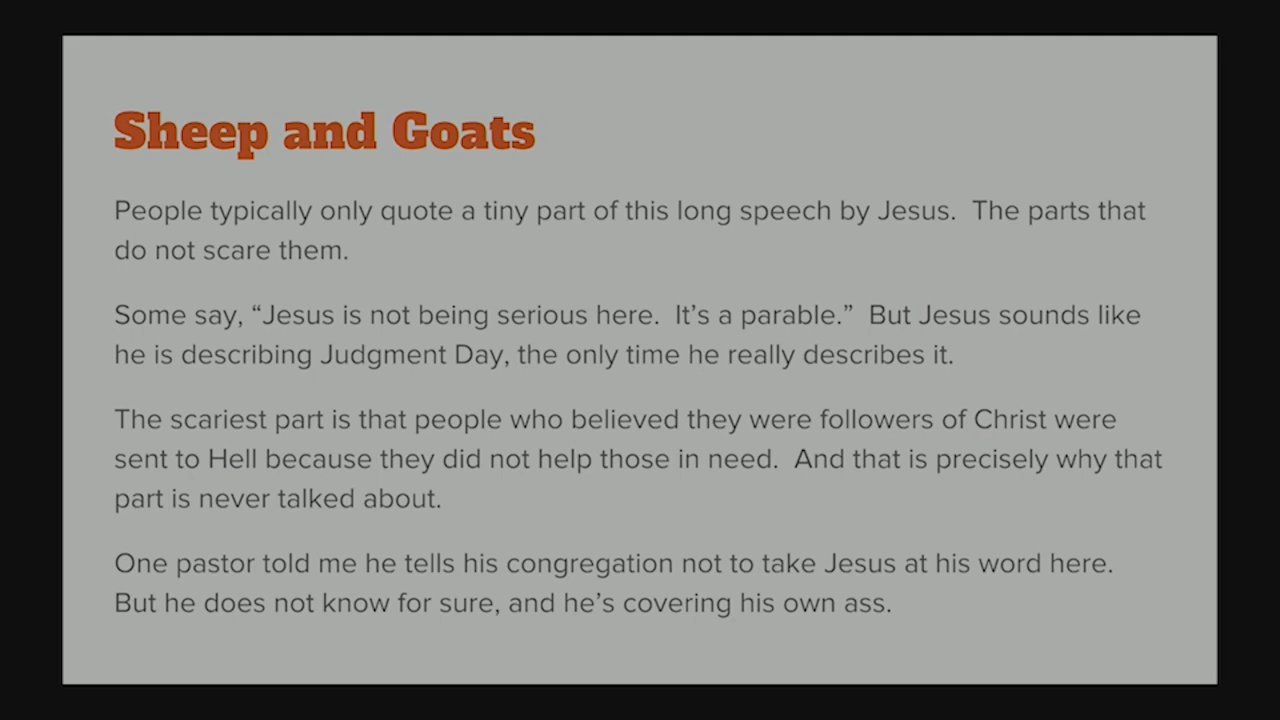 Sheep and Goats
People typically only quote a tiny part of this long speech by Jesus.  The parts that
do not scare them.
Some say, “Jesus is not being serious here.  It’s a parable.”  But Jesus sounds like
he is describing Judgment Day, the only time he really describes it.
The scariest part is that people who believed they were followers of Christ were
sent to Hell because they did not help those in need.  And that is precisely why that
part is never talked about.
One pastor told me he tells his congregation not to take Jesus at his word here.
But he does not know for sure, and he’s covering his own ass.